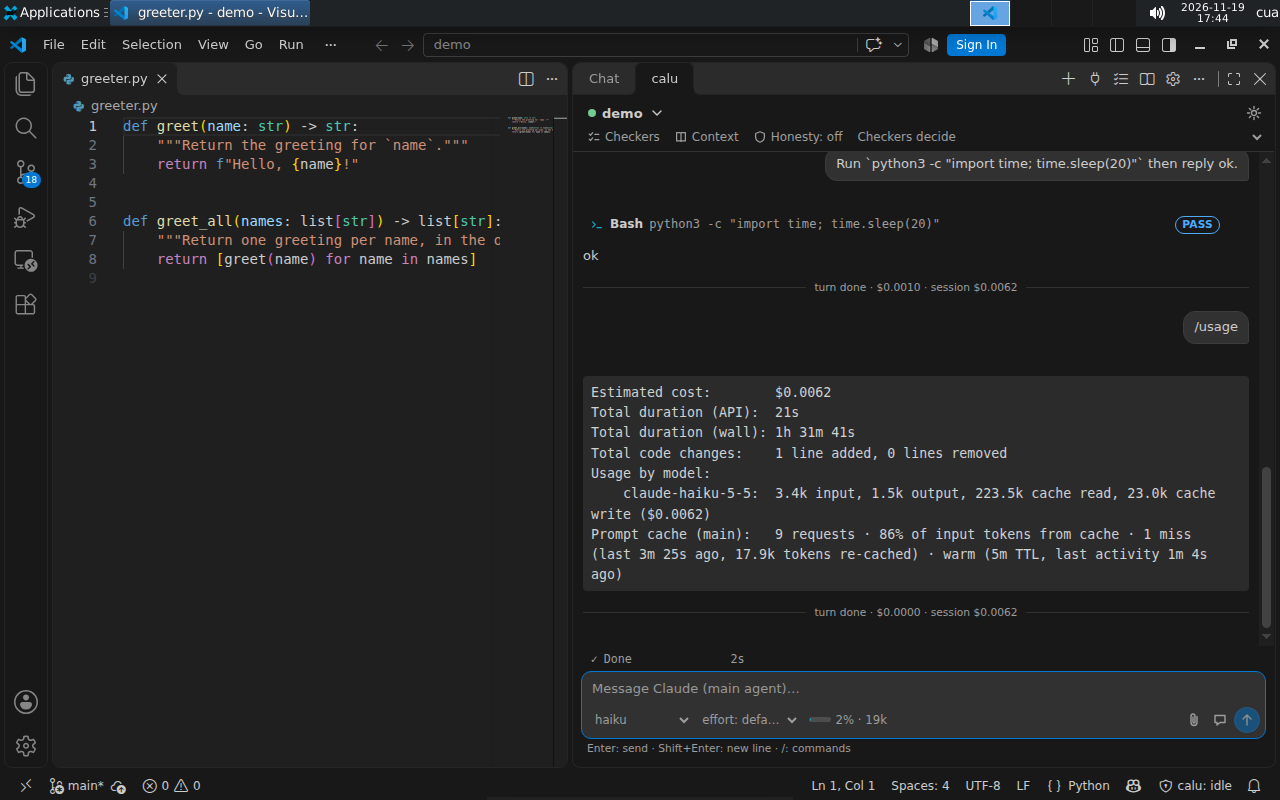 Applications
greeter.py - demo - Visu...
2026-11-19
17:44
cua
File Edit Selection View Go Run ···
demo
Sign In
greeter.py
Chat calu
greeter.py
demo
Checkers Context Honesty: off Checkers decide
1 def greet(name: str) -> str:
2 """Return the greeting for `name`."""
3 return f"Hello, {name}!"
4
5
6 def greet_all(names: list[str]) -> list[str]:
7 """Return one greeting per name, in the o
8 return [greet(name) for name in names]
9
18
Run `python3 -c "import time; time.sleep(20)"` then reply ok.
Bash python3 -c "import time; time.sleep(20)" PASS
ok
turn done · $0.0010 · session $0.0062
/usage
Estimated cost: $0.0062
Total duration (API): 21s
Total duration (wall): 1h 31m 41s
Total code changes: 1 line added, 0 lines removed
Usage by model:
claude-haiku-5-5: 3.4k input, 1.5k output, 223.5k cache read, 23.0k cache
write ($0.0062)
Prompt cache (main): 9 requests · 86% of input tokens from cache · 1 miss
(last 3m 25s ago, 17.9k tokens re-cached) · warm (5m TTL, last activity 1m 4s
ago)
turn done · $0.0000 · session $0.0062
✓ Done 2s
Message Claude (main agent)…
haiku effort: defa... 2% · 19k
Enter: send · Shift+Enter: new line · /: commands
main* 0 0 Ln 1, Col 1 Spaces: 4 UTF-8 LF { } Python calu: idle